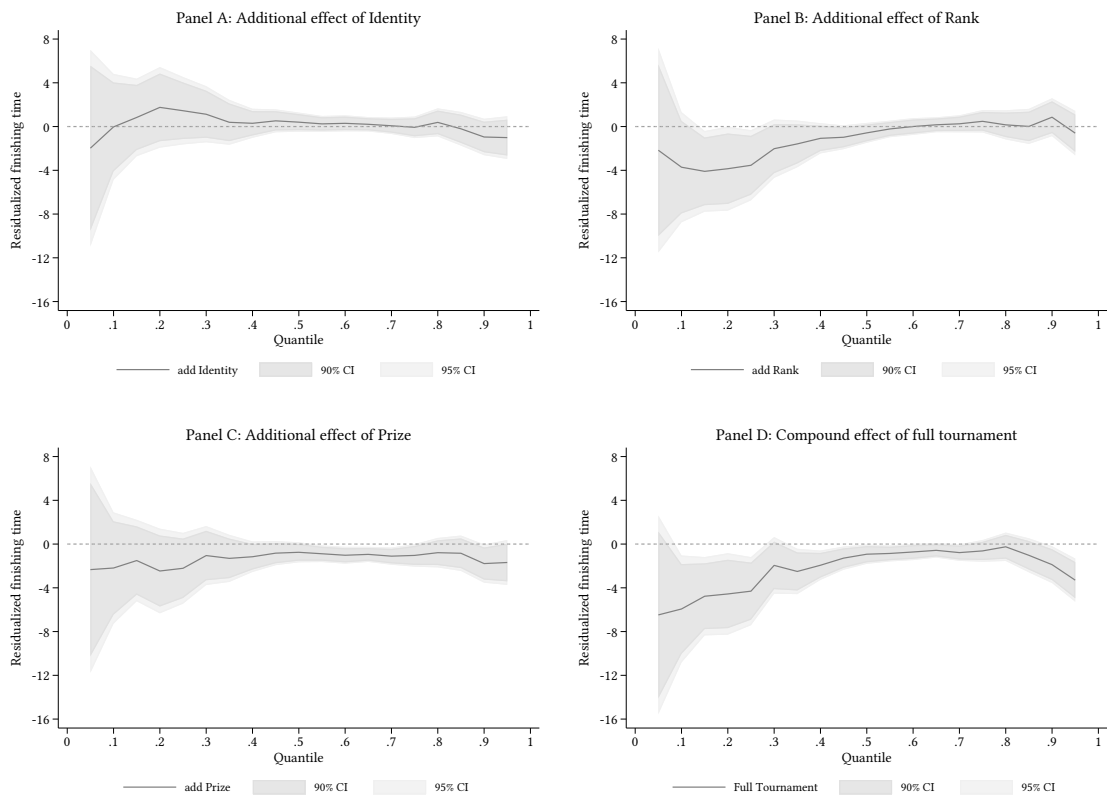 Panel A: Additional effect of Identity
Residualized finishing time
8
4
0
-4
-8
-12
-16
0 .1 .2 .3 .4 .5 .6 .7 .8 .9 1
Quantile
add Identity 90% CI 95% CI
Panel B: Additional effect of Rank
Residualized finishing time
8
4
0
-4
-8
-12
-16
0 .1 .2 .3 .4 .5 .6 .7 .8 .9 1
Quantile
add Rank 90% CI 95% CI
Panel C: Additional effect of Prize
Residualized finishing time
8
4
0
-4
-8
-12
-16
0 .1 .2 .3 .4 .5 .6 .7 .8 .9 1
Quantile
add Prize 90% CI 95% CI
Panel D: Compound effect of full tournament
Residualized finishing time
8
4
0
-4
-8
-12
-16
0 .1 .2 .3 .4 .5 .6 .7 .8 .9 1
Quantile
Full Tournament 90% CI 95% CI